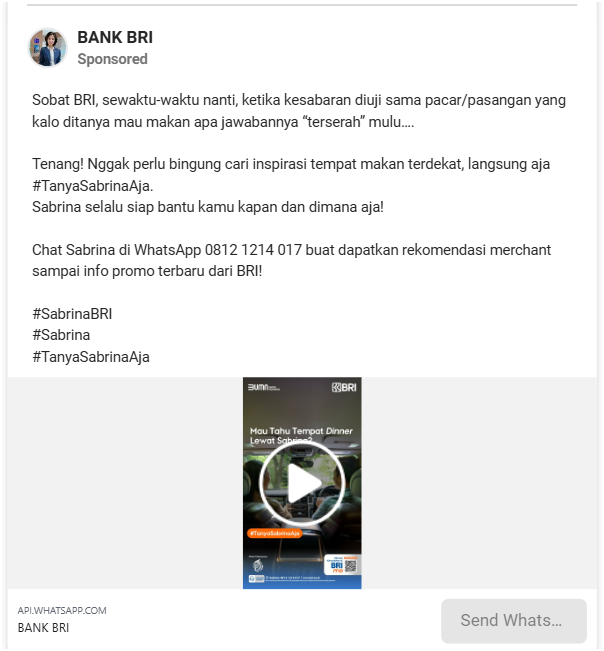 BANK BRI
Sponsored
Sobat BRI, sewaktu-waktu nanti, ketika kesabaran diuji sama pacar/pasangan yang
kalo ditanya mau makan apa jawabannya “terserah” mulu....
Tenang! Nggak perlu bingung cari inspirasi tempat makan terdekat, langsung aja
#TanyaSabrinaAja.
Sabrina selalu siap bantu kamu kapan dan dimana aja!
Chat Sabrina di WhatsApp 0812 1214 017 buat dapatkan rekomendasi merchant
sampai info promo terbaru dari BRI!
#SabrinaBRI
#Sabrina
#TanyaSabrinaAja
BUMN
BRI
Mau Tahu Tempat Dinner
Lewat Sabrina?
#TanyaSabrinaAja
BRI
API.WHATSAPP.COM
BANK BRI
Send Whats...